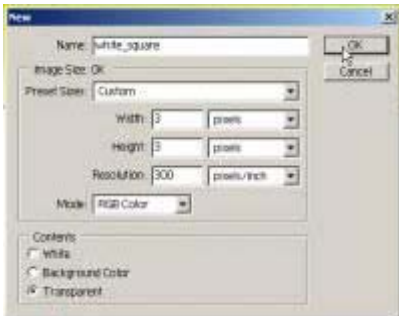 New
Name: white_square
OK
Image Size: 0K
Cancel
Preset Sizes: Custom
Width: 3 pixels
Height: 3 pixels
Resolution: 300 pixels/inch
Mode: RGB Color
Contents
White
Background Color
Transparent